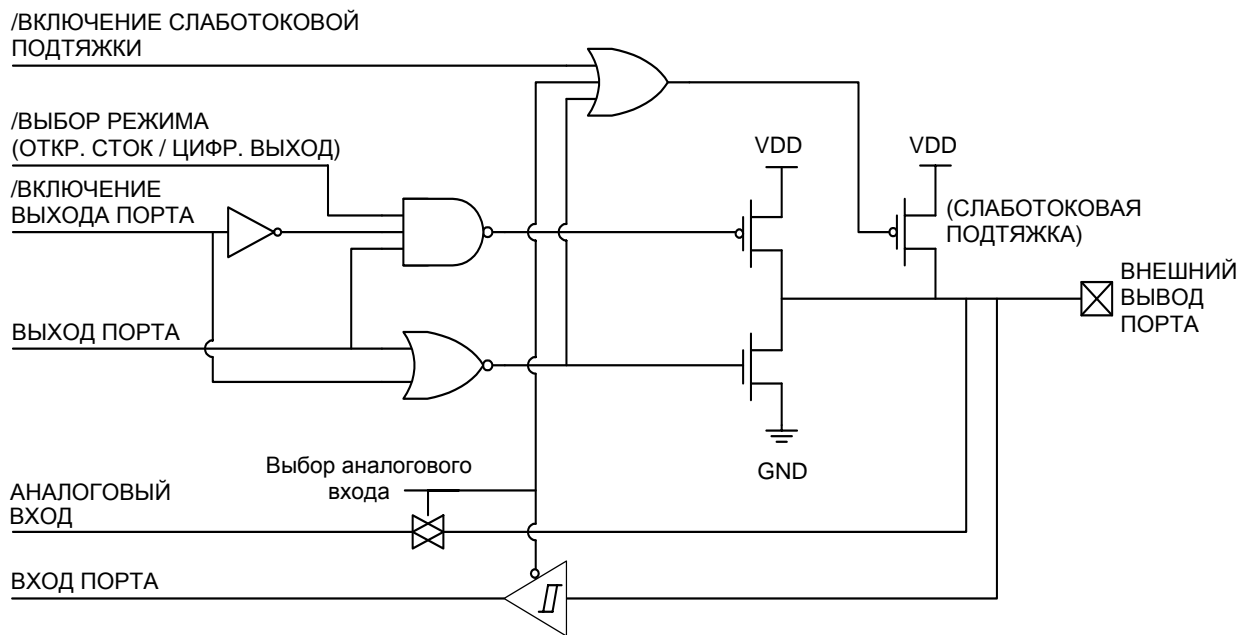 /ВКЛЮЧЕНИЕ СЛАБОТОКОВОЙ
ПОДТЯЖКИ
/ВЫБОР РЕЖИМА
(ОТКР. СТОК / ЦИФР. ВЫХОД)
/ВКЛЮЧЕНИЕ
ВЫХОДА ПОРТА
VDD
VDD
(СЛАБОТОКОВАЯ
ПОДТЯЖКА)
ВНЕШНИЙ
ВЫВОД
ПОРТА
ВЫХОД ПОРТА
GND
Выбор аналогового
входа
АНАЛОГОВЫЙ
ВХОД
ВХОД ПОРТА